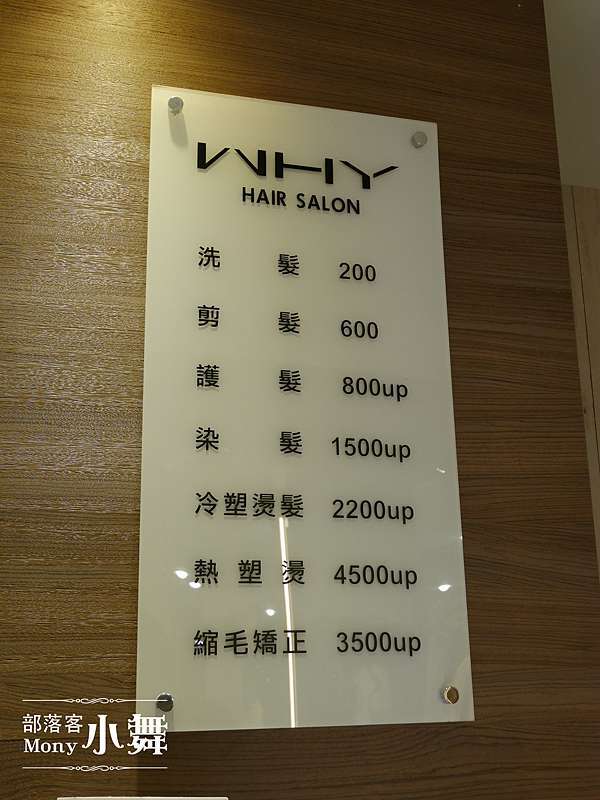 WHY
HAIR SALON
洗 髮 200
剪 髮 600
護 髮 800up
染 髮 1500up
冷塑燙髮 2200up
熱塑燙 4500up
縮毛矯正 3500up
部落客
Mony 小舞